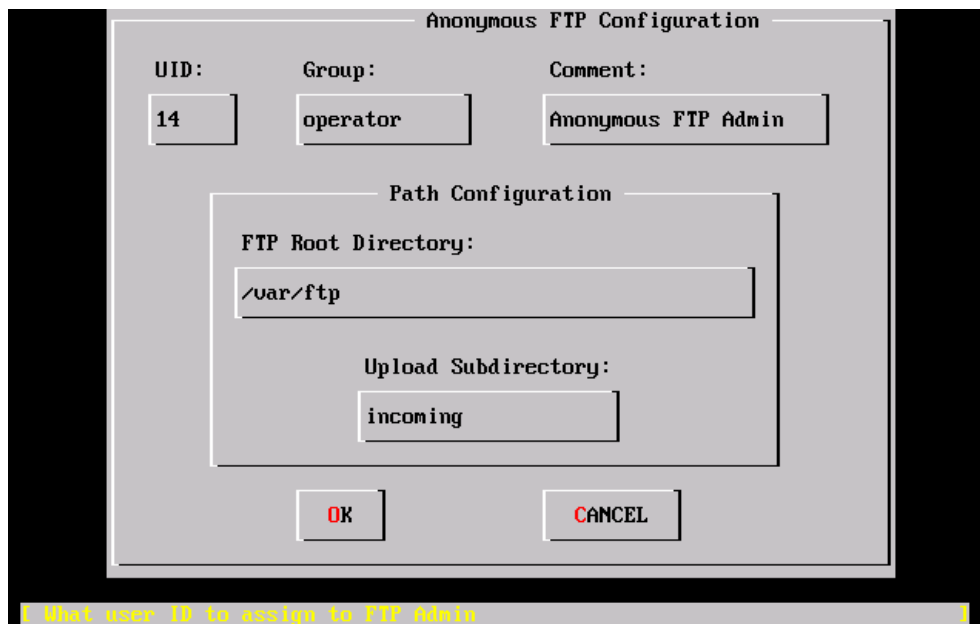 Anonymous FTP Configuration
UID: Group: Comment:
14 operator Anonymous FTP Admin
Path Configuration
FTP Root Directory:
/var/ftp
Upload Subdirectory:
incoming
OK CANCEL
[ What user ID to assign to FTP Admin ]